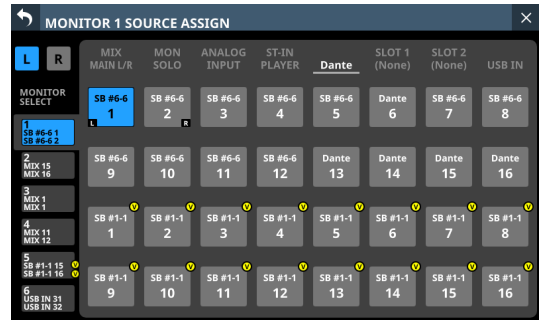 MONITOR 1 SOURCE ASSIGN
L R
MIX MON ANALOG ST-IN SLOT 1 SLOT 2
MAIN L/R SOLO INPUT PLAYER Dante (None) (None) USB IN
MONITOR
SELECT
1
SB #6-6 1
SB #6-6 2
2
MIX 15
MIX 16
3
MIX 1
MIX 1
4
MIX 11
MIX 12
5
SB #1-1 15 V
SB #1-1 16 V
6
USB IN 31
USB IN 32
SB #6-6 SB #6-6 SB #6-6 SB #6-6 SB #6-6 Dante SB #6-6 SB #6-6
1 2 3 4 5 6 7 8
L R
SB #6-6 SB #6-6 SB #6-6 SB #6-6 Dante Dante Dante Dante
9 10 11 12 13 14 15 16
V V V V V V V V
SB #1-1 SB #1-1 SB #1-1 SB #1-1 SB #1-1 SB #1-1 SB #1-1 SB #1-1
1 2 3 4 5 6 7 8
V V V V V V V V
SB #1-1 SB #1-1 SB #1-1 SB #1-1 SB #1-1 SB #1-1 SB #1-1 SB #1-1
9 10 11 12 13 14 15 16